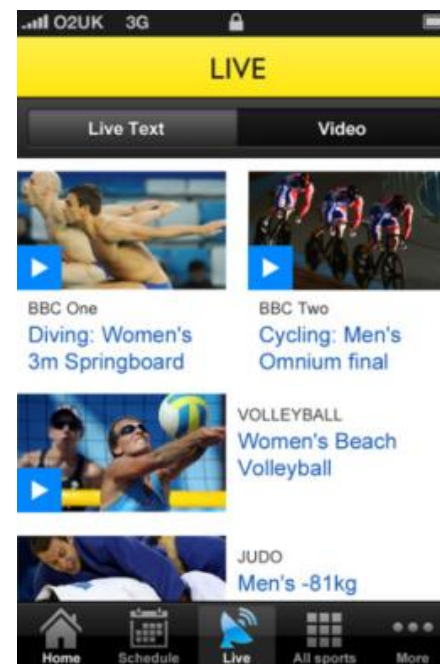 O2UK 3G
LIVE
Live Text Video
BBC One
Diving: Women's
3m Springboard
BBC Two
Cycling: Men's
Omnium final
VOLLEYBALL
Women's Beach
Volleyball
JUDO
Men's -81kg
Home Schedule Live All sports More